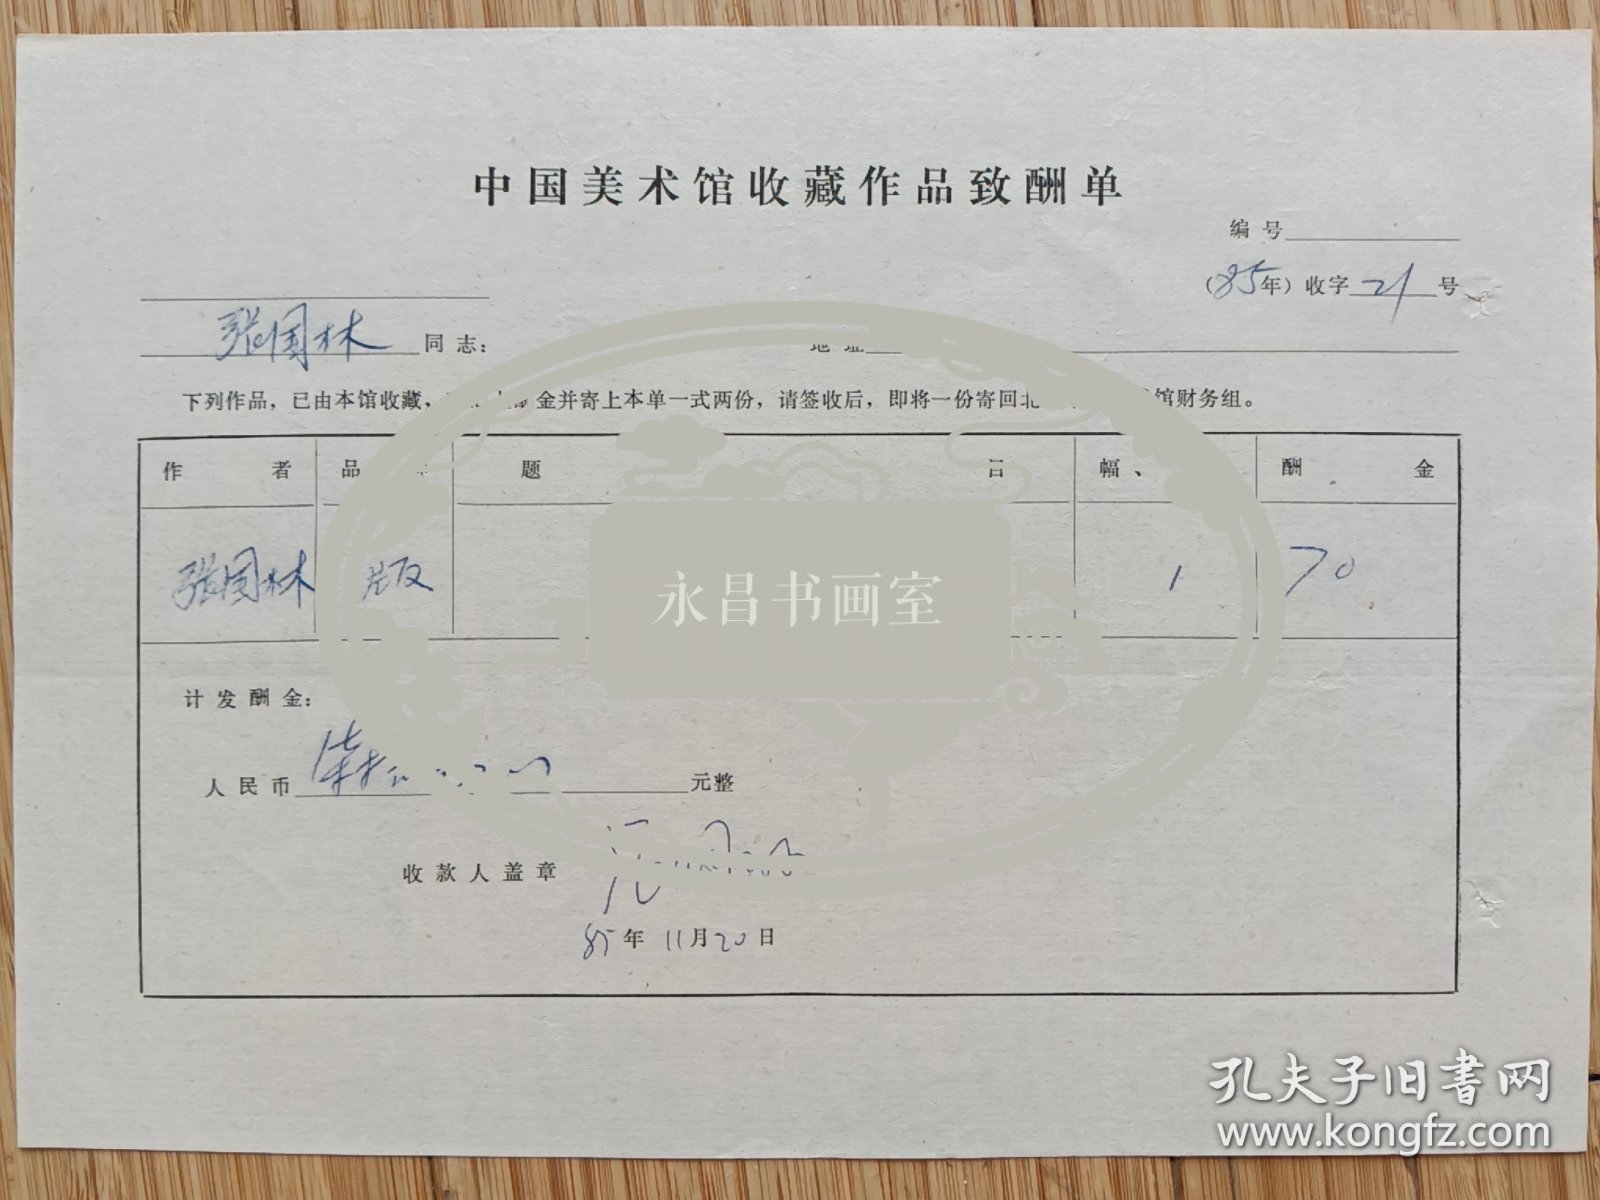 中国美术馆收藏作品致酬单
编号
(85年)收字21号
张国林同志：
下列作品，已由本馆收藏，金并寄上本单一式两份，请签收后，即将一份寄回北馆财务组。
作者 品 题 目 幅、 酬金
张国林 版 1 70
永昌书画室
计发酬金：
人民币柒拾元整
收款人盖章
85年11月20日
孔夫子旧书网
www.kongfz.com